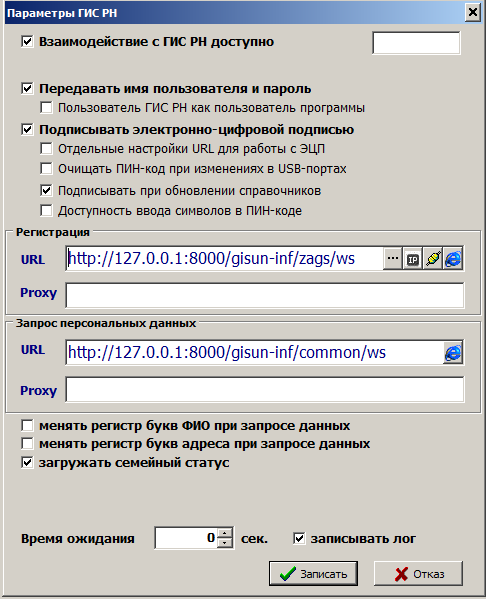 Параметры ГИС РН
Взаимодействие с ГИС РН доступно
Передавать имя пользователя и пароль
Пользователь ГИС РН как пользователь программы
Подписывать электронно-цифровой подписью
Отдельные настройки URL для работы с ЭЦП
Очищать ПИН-код при изменениях в USB-портах
Подписывать при обновлении справочников
Доступность ввода символов в ПИН-коде
Регистрация
URL http://127.0.0.1:8000/gisun-inf/zags/ws ... IP
Proxy
Запрос персональных данных
URL http://127.0.0.1:8000/gisun-inf/common/ws
Proxy
менять регистр букв ФИО при запросе данных
менять регистр букв адреса при запросе данных
загружать семейный статус
Время ожидания 0 сек. записывать лог
Записать Отказ